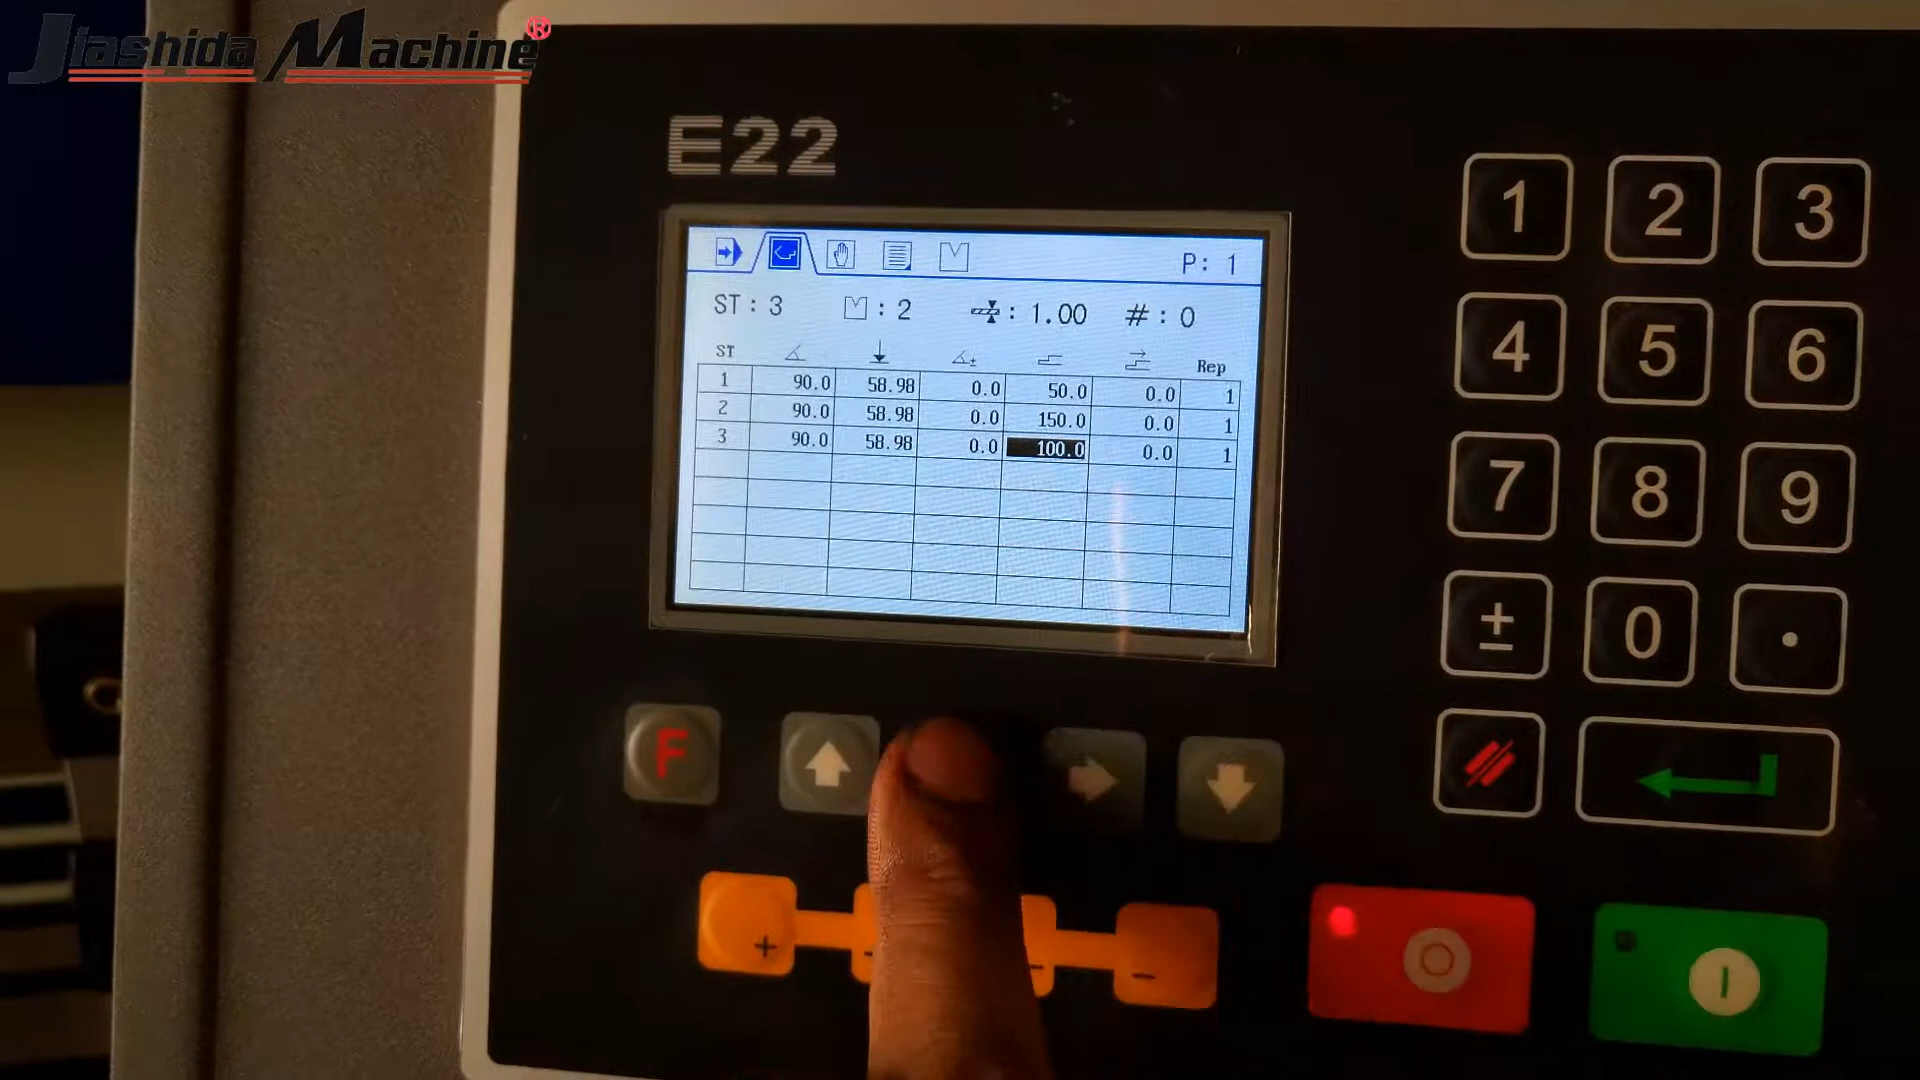 Jiashida Machine®
E22
P: 1
ST: 3 : 2 : 1.00 # : 0
ST Rep
1 90.0 58.98 0.0 50.0 0.0 1
2 90.0 58.98 0.0 150.0 0.0 1
3 90.0 58.98 0.0 100.0 0.0 1
1 2 3
4 5 6
7 8 9
± 0 .
F
+ - -